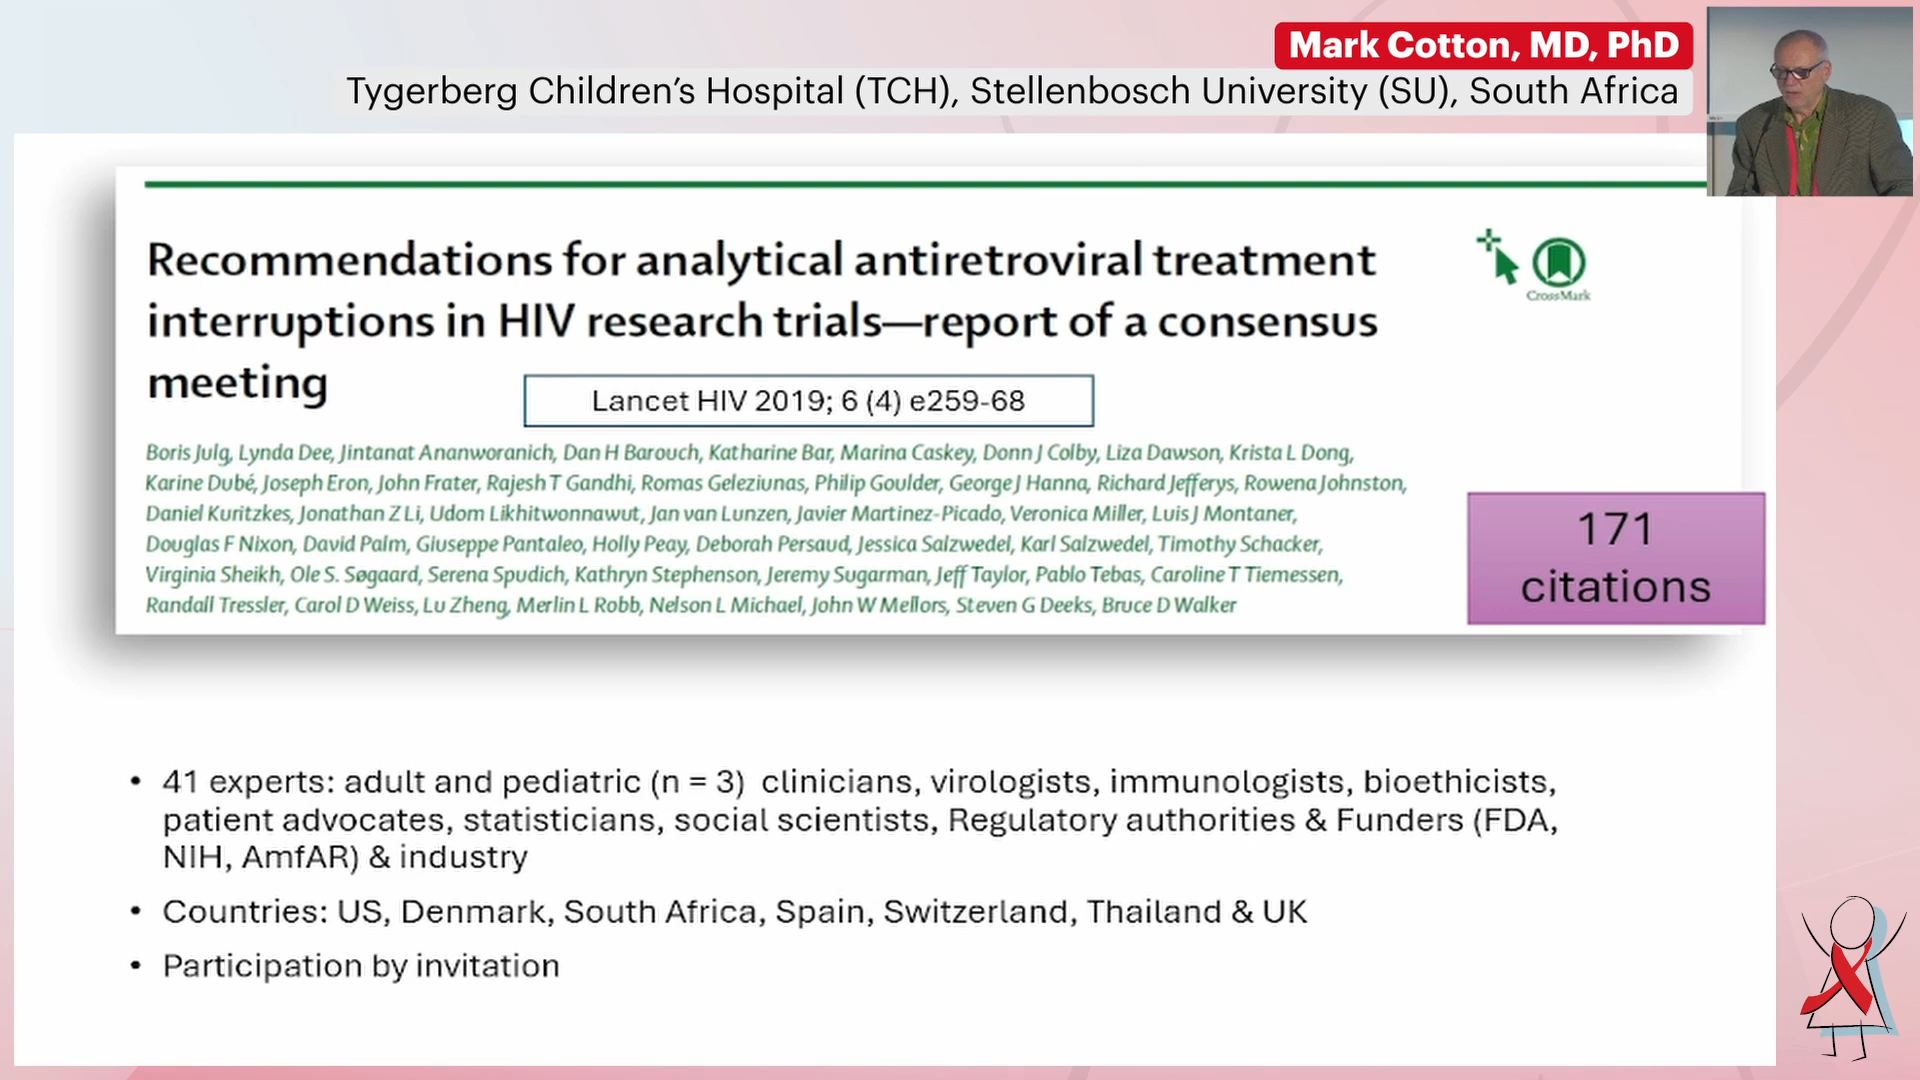 Mark Cotton, MD, PhD
Tygerberg Children’s Hospital (TCH), Stellenbosch University (SU), South Africa
Recommendations for analytical antiretroviral treatment
interruptions in HIV research trials—report of a consensus
meeting
CrossMark
Lancet HIV 2019; 6 (4) e259-68
Boris Julg, Lynda Dee, Jintanat Ananworanich, Dan H Barouch, Katharine Bar, Marina Caskey, Donn J Colby, Liza Dawson, Krista L Dong,
Karine Dubé, Joseph Eron, John Frater, Rajesh T Gandhi, Romas Geleziunas, Philip Goulder, George J Hanna, Richard Jefferys, Rowena Johnston,
Daniel Kuritzkes, Jonathan Z Li, Udom Likhitwonnawut, Jan van Lunzen, Javier Martinez-Picado, Veronica Miller, Luis J Montaner,
Douglas F Nixon, David Palm, Giuseppe Pantaleo, Holly Peay, Deborah Persaud, Jessica Salzwedel, Karl Salzwedel, Timothy Schacker,
Virginia Sheikh, Ole S. Søgaard, Serena Spudich, Kathryn Stephenson, Jeremy Sugarman, Jeff Taylor, Pablo Tebas, Caroline T Tiemessen,
Randall Tressler, Carol D Weiss, Lu Zheng, Merlin L Robb, Nelson L Michael, John W Mellors, Steven G Deeks, Bruce D Walker
171
citations
• 41 experts: adult and pediatric (n = 3) clinicians, virologists, immunologists, bioethicists,
patient advocates, statisticians, social scientists, Regulatory authorities & Funders (FDA,
NIH, AmfAR) & industry
• Countries: US, Denmark, South Africa, Spain, Switzerland, Thailand & UK
• Participation by invitation